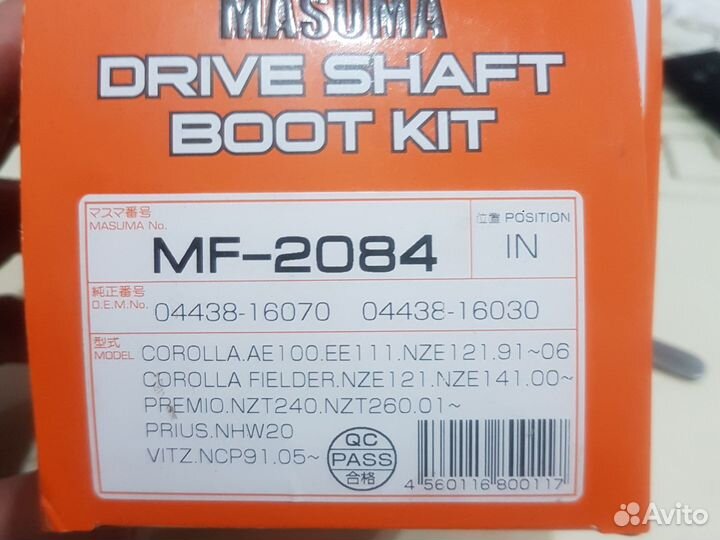 MASUMA
DRIVE SHAFT
BOOT KIT
マスマ番号
MASUMA No.
MF-2084
位置 POSITION
IN
純正番号
O.E.M.No.
04438-16070 04438-16030
型式
MODEL
COROLLA.AE100.EE111.NZE121.91~06
COROLLA FIELDER.NZE121.NZE141.00~
PREMIO.NZT240.NZT260.01~
PRIUS.NHW20
VITZ.NCP91.05~
QC
PASS
合格
4 560116 800117
Avito